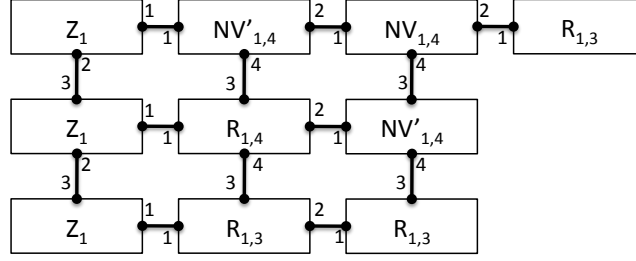 1 2 2
Z₁ NV'₁,₄ NV₁,₄ R₁,₃
1 1 1
2 4 4
3 3 3
1 2
Z₁ R₁,₄ NV'₁,₄
1 1
2 4 4
3 3 3
1 2
Z₁ R₁,₃ R₁,₃
1 1